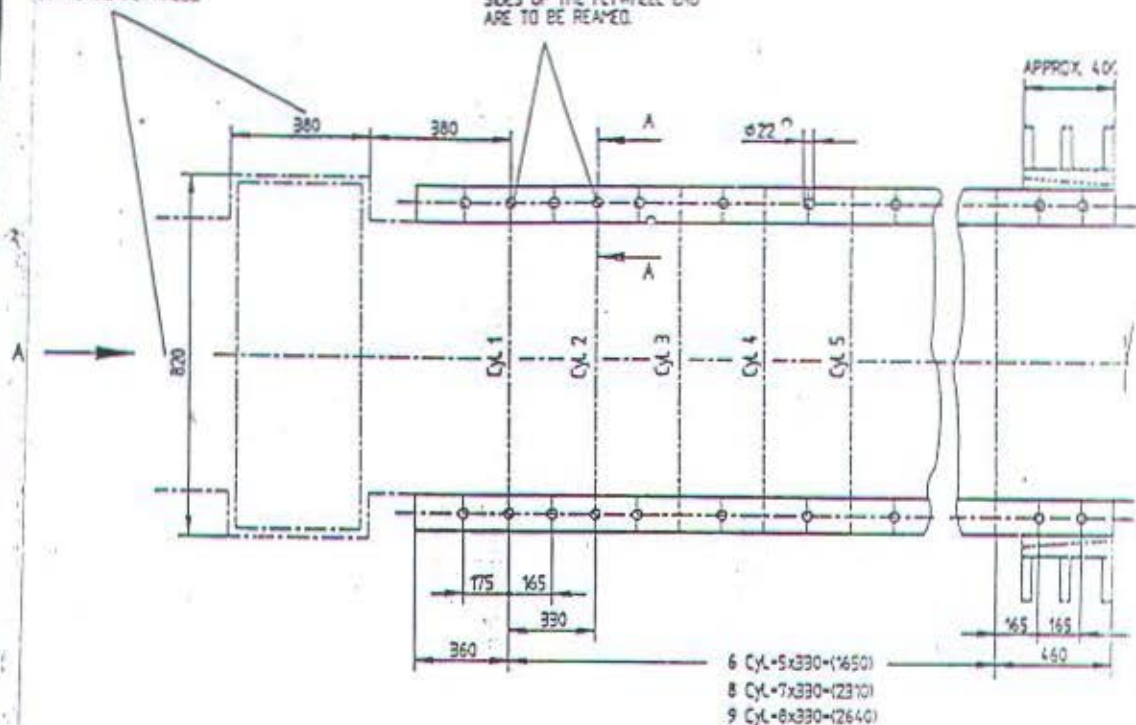 SIDES OF THE FLYWHEEL END
ARE TO BE REAMED.
APPROX. 40
380
380
A
ø22
A
A
820
Cyl. 1
Cyl. 2
Cyl. 3
Cyl. 4
Cyl. 5
175
165
330
360
165
165
460
6 Cyl.=5x330=(1650)
8 Cyl.=7x330=(2310)
9 Cyl.=8x330=(2640)